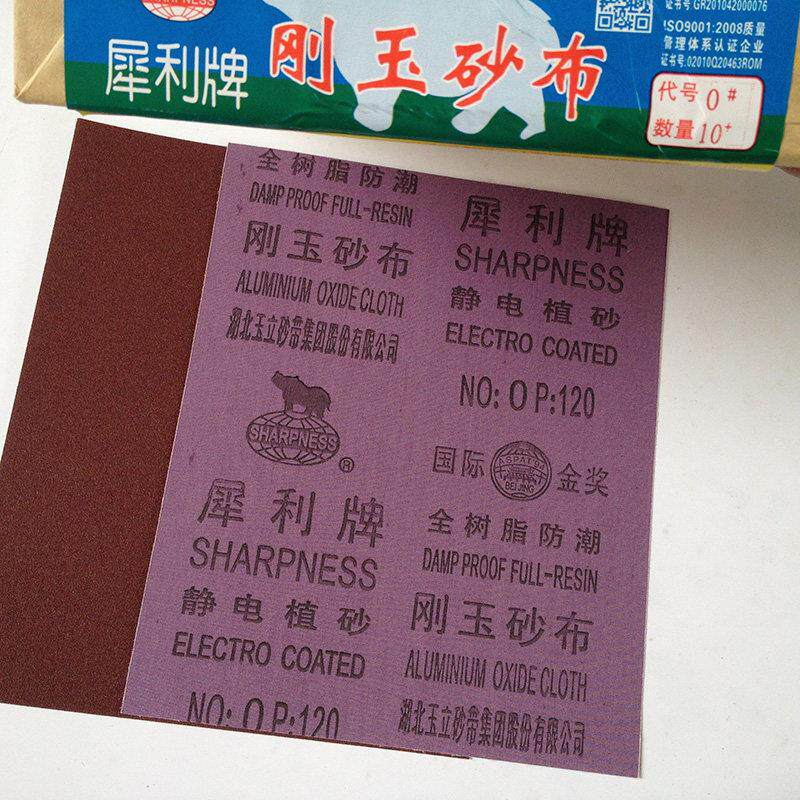 SHARPNESS
犀利牌
刚玉砂布
证书号 GR201042000076
ISO9001:2008质量
管理体系认证企业
证书号:02010Q20463ROM
代号 0#
数量10+
全树脂防潮
DAMP PROOF FULL-RESIN
刚玉砂布
ALUMINIUM OXIDE CLOTH
湖北玉立砂带集团股份有限公司
SHARPNESS
®
犀利牌
SHARPNESS
静电植砂
ELECTRO COATED
NO: O P:120
犀利牌
SHARPNESS
静电植砂
ELECTRO COATED
NO: O P:120
国际 ASPAT'94 BEIJING 金奖
全树脂防潮
DAMP PROOF FULL-RESIN
刚玉砂布
ALUMINIUM OXIDE CLOTH
湖北玉立砂带集团股份有限公司